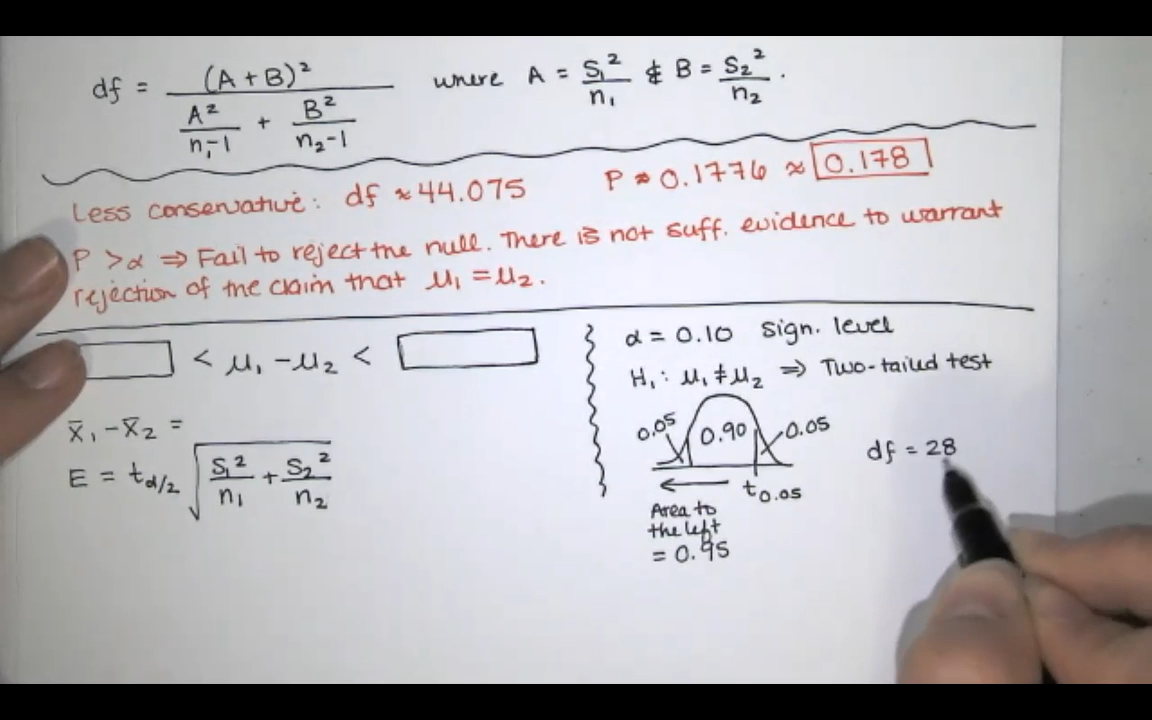 df = (A + B)² / (A²/(n₁-1) + B²/(n₂-1)) where A = S₁²/n₁ & B = S₂²/n₂.
Less conservative: df ≈ 44.075 P ≈ 0.1776 ≈ 0.178
P > α ⇒ Fail to reject the null. There is not suff. evidence to warrant
rejection of the claim that μ₁ = μ₂.
< μ₁ - μ₂ <
x̄₁ - x̄₂ =
E = t_α/2 √(S₁²/n₁ + S₂²/n₂)
α = 0.10 Sign. level
H₁: μ₁ ≠ μ₂ ⇒ Two-tailed test
0.05 0.90 0.05
df = 28
t₀.₀₅
Area to
the left
= 0.95